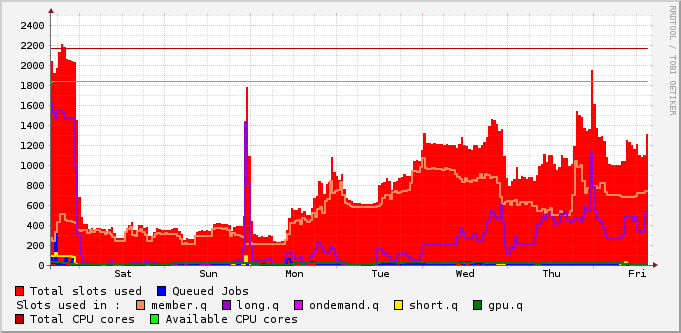 RRDTOOL / TOBI OETIKER
2400
2200
2000
1800
1600
1400
1200
1000
800
600
400
200
0
Sat Sun Mon Tue Wed Thu Fri
Total slots used Queued Jobs
Slots used in : member.q long.q ondemand.q short.q gpu.q
Total CPU cores Available CPU cores